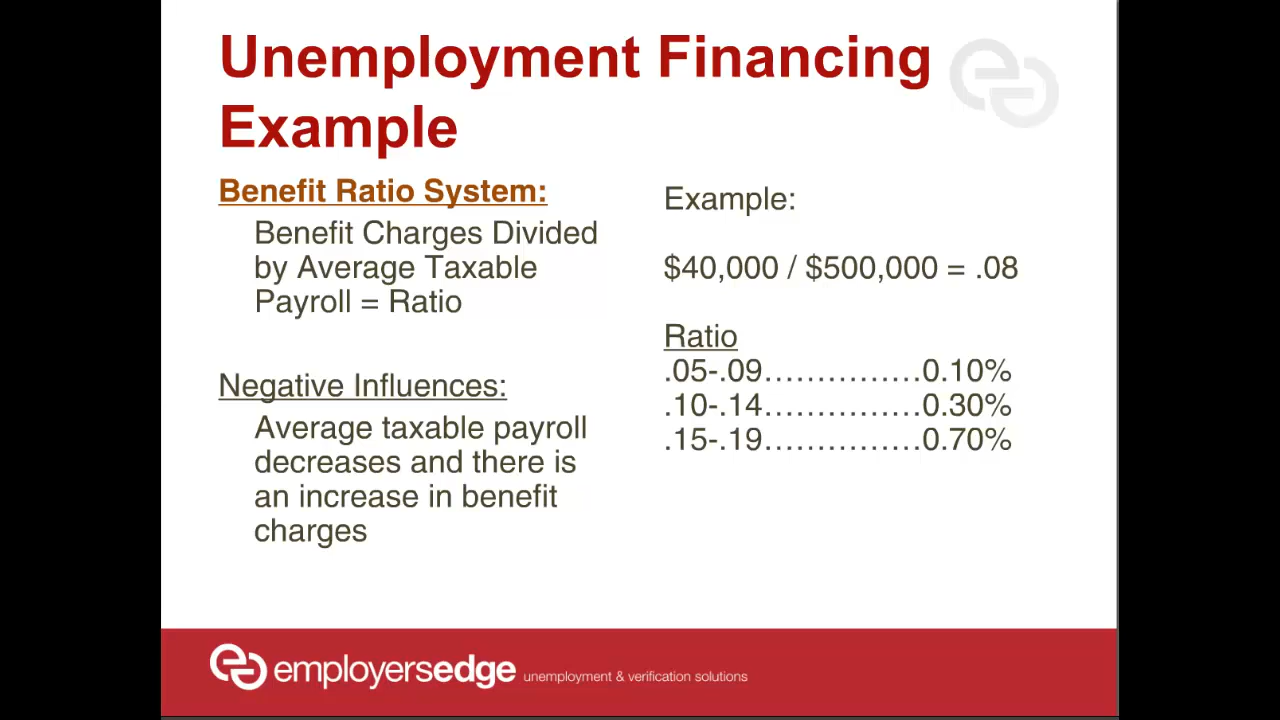 Unemployment Financing
Example
Benefit Ratio System:
Benefit Charges Divided
by Average Taxable
Payroll = Ratio
Negative Influences:
Average taxable payroll
decreases and there is
an increase in benefit
charges
Example:
$40,000 / $500,000 = .08
Ratio
.05-.09……………0.10%
.10-.14……………0.30%
.15-.19……………0.70%
employersedge unemployment & verification solutions